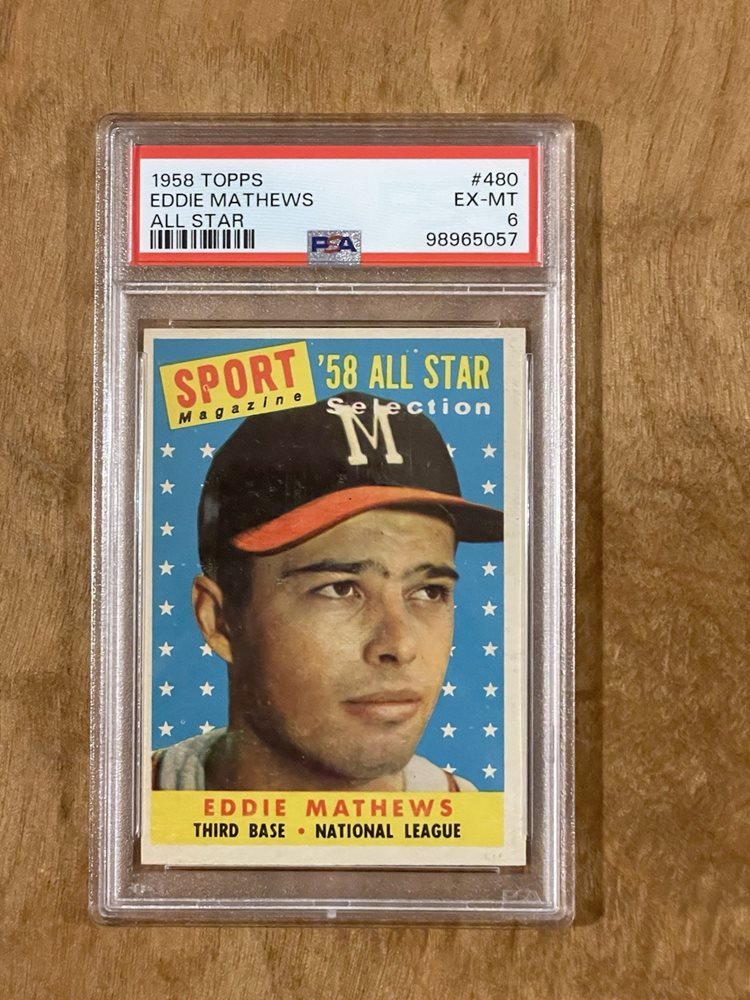 1958 TOPPS #480
EDDIE MATHEWS EX-MT
ALL STAR 6
PSA 98965057
SPORT '58 ALL STAR
Magazine Selection
M
EDDIE MATHEWS
THIRD BASE • NATIONAL LEAGUE
PSA